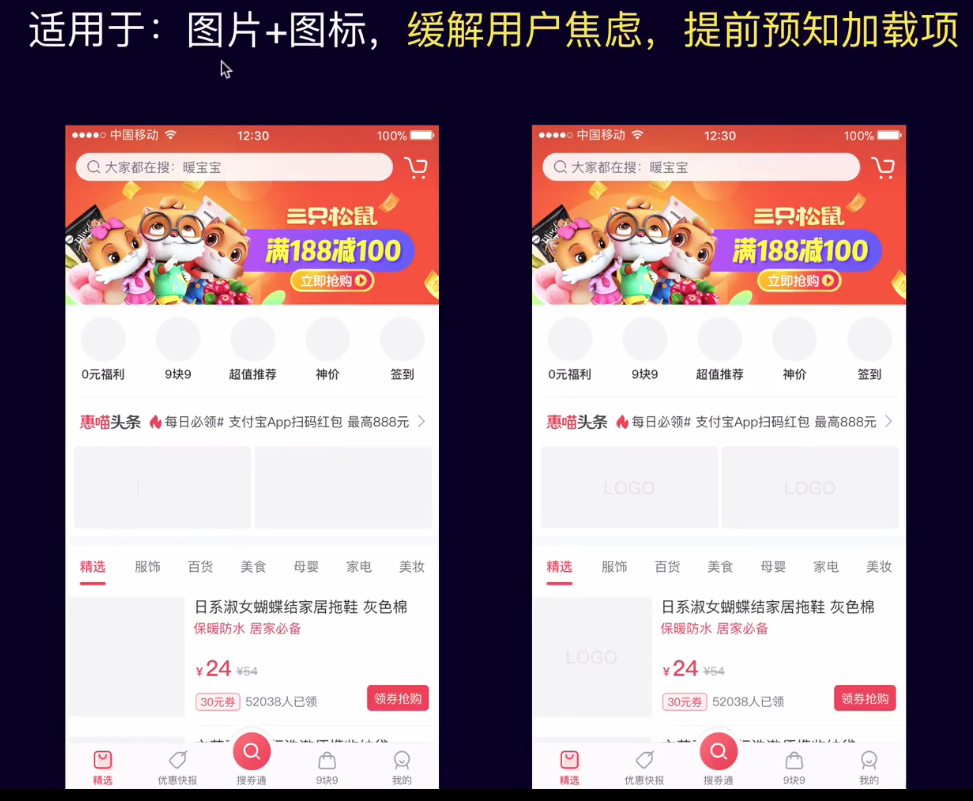 适用于：图片+图标，缓解用户焦虑，提前预知加载项
中国移动 12:30 100%
大家都在搜：暖宝宝
三只松鼠
满188减100
立即抢购
0元福利 9块9 超值推荐 神价 签到
惠喵头条 每日必领# 支付宝App扫码红包 最高888元
精选 服饰 百货 美食 母婴 家电 美妆
日系淑女蝴蝶结家居拖鞋 灰色棉
保暖防水 居家必备
¥24 ¥54
30元券 52038人已领 领券抢购
精选 优惠快报 搜券通 9块9 我的
中国移动 12:30 100%
大家都在搜：暖宝宝
三只松鼠
满188减100
立即抢购
0元福利 9块9 超值推荐 神价 签到
惠喵头条 每日必领# 支付宝App扫码红包 最高888元
LOGO LOGO
精选 服饰 百货 美食 母婴 家电 美妆
日系淑女蝴蝶结家居拖鞋 灰色棉
保暖防水 居家必备
LOGO
¥24 ¥54
30元券 52038人已领 领券抢购
精选 优惠快报 搜券通 9块9 我的